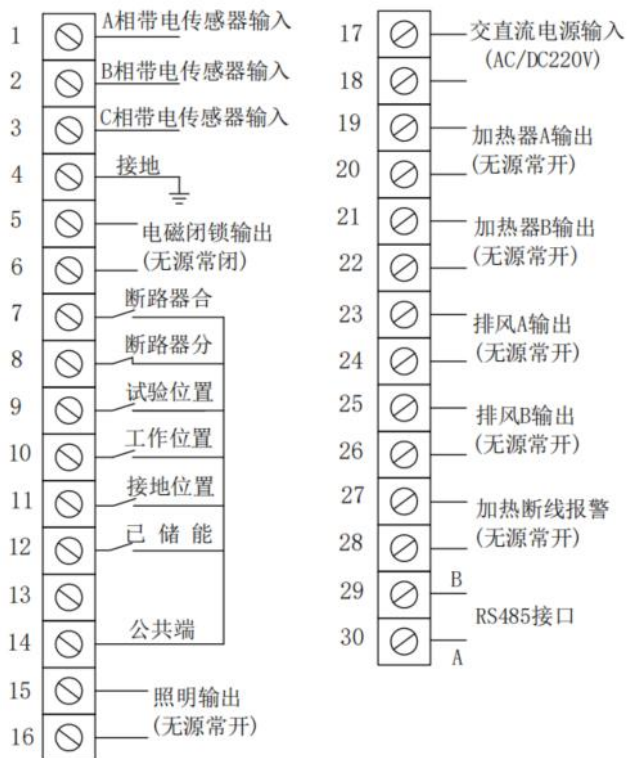 1 A相带电传感器输入
2 B相带电传感器输入
3 C相带电传感器输入
4 接地
5
电磁闭锁输出
6 (无源常闭)
7 断路器合
8 断路器分
9 试验位置
10 工作位置
11 接地位置
12 已储能
13
14 公共端
15
照明输出
16 (无源常开)
17 交直流电源输入
(AC/DC220V)
18
19
加热器A输出
20 (无源常开)
21
加热器B输出
22 (无源常开)
23
排风A输出
24 (无源常开)
25
排风B输出
26 (无源常开)
27
加热断线报警
28 (无源常开)
29 B
RS485接口
30 A